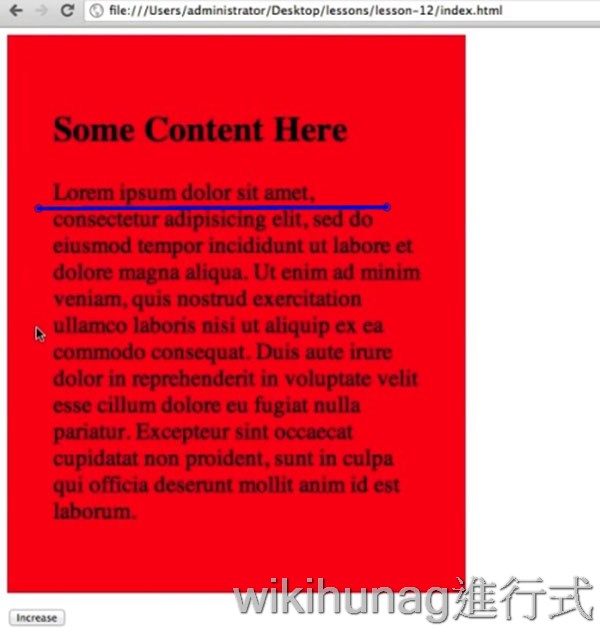 file:///Users/administrator/Desktop/lessons/lesson-12/index.html
Some Content Here
Lorem ipsum dolor sit amet,
consectetur adipisicing elit, sed do
eiusmod tempor incididunt ut labore et
dolore magna aliqua. Ut enim ad minim
veniam, quis nostrud exercitation
ullamco laboris nisi ut aliquip ex ea
commodo consequat. Duis aute irure
dolor in reprehenderit in voluptate velit
esse cillum dolore eu fugiat nulla
pariatur. Excepteur sint occaecat
cupidatat non proident, sunt in culpa
qui officia deserunt mollit anim id est
laborum.
wikihunag進行式
Increase